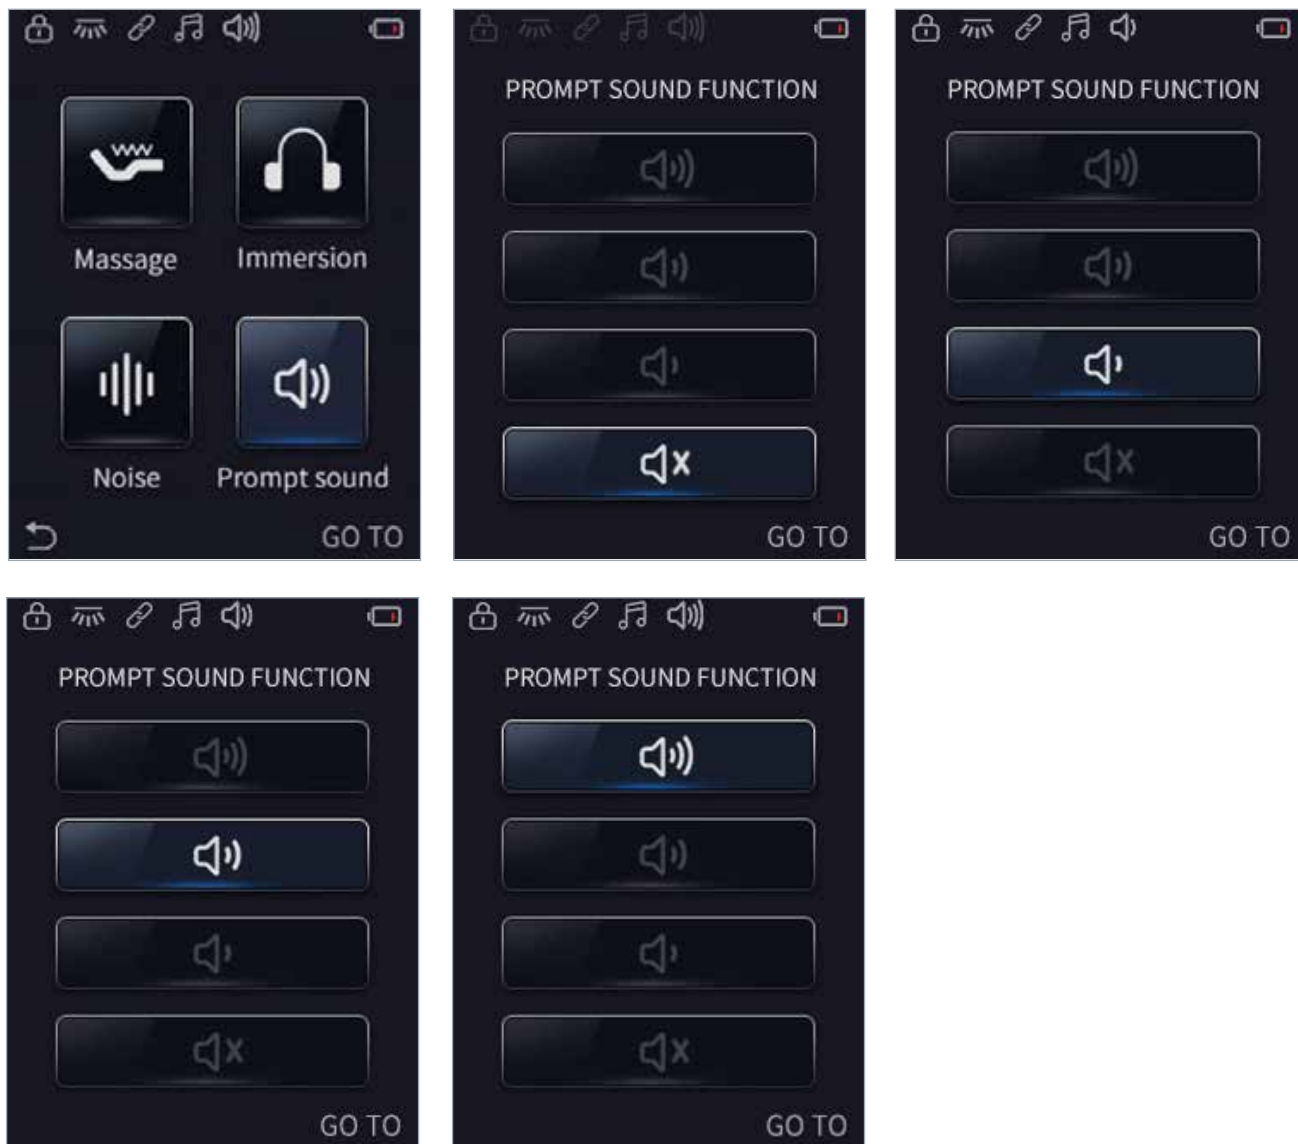 PROMPT SOUND FUNCTION
PROMPT SOUND FUNCTION
Massage
Immersion
Noise
Prompt sound
GO TO
GO TO
GO TO
PROMPT SOUND FUNCTION
PROMPT SOUND FUNCTION
GO TO
GO TO